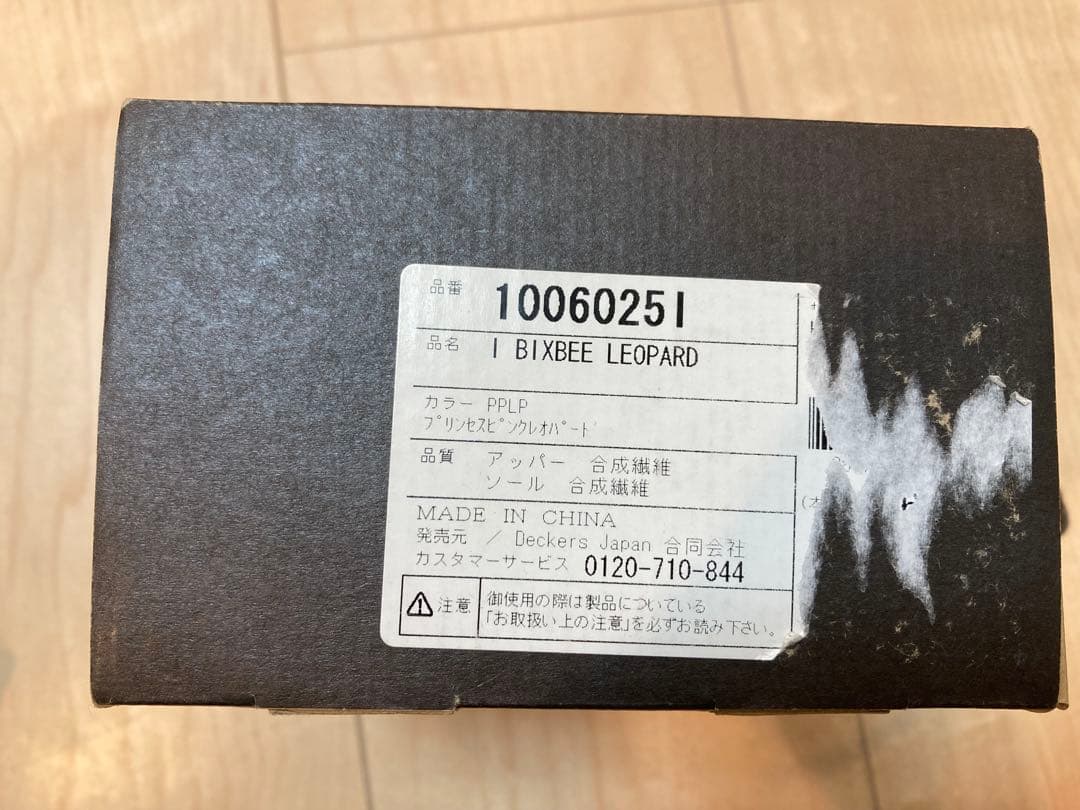 品番 1006025I
品名 I BIXBEE LEOPARD
カラー PPLP
プリンセスピンクレオパード
品質 アッパー 合成繊維
ソール 合成繊維
MADE IN CHINA
発売元 / Deckers Japan 合同会社
カスタマーサービス 0120-710-844
注意 御使用の際は製品についている
「お取扱い上の注意」を必ずお読み下さい。